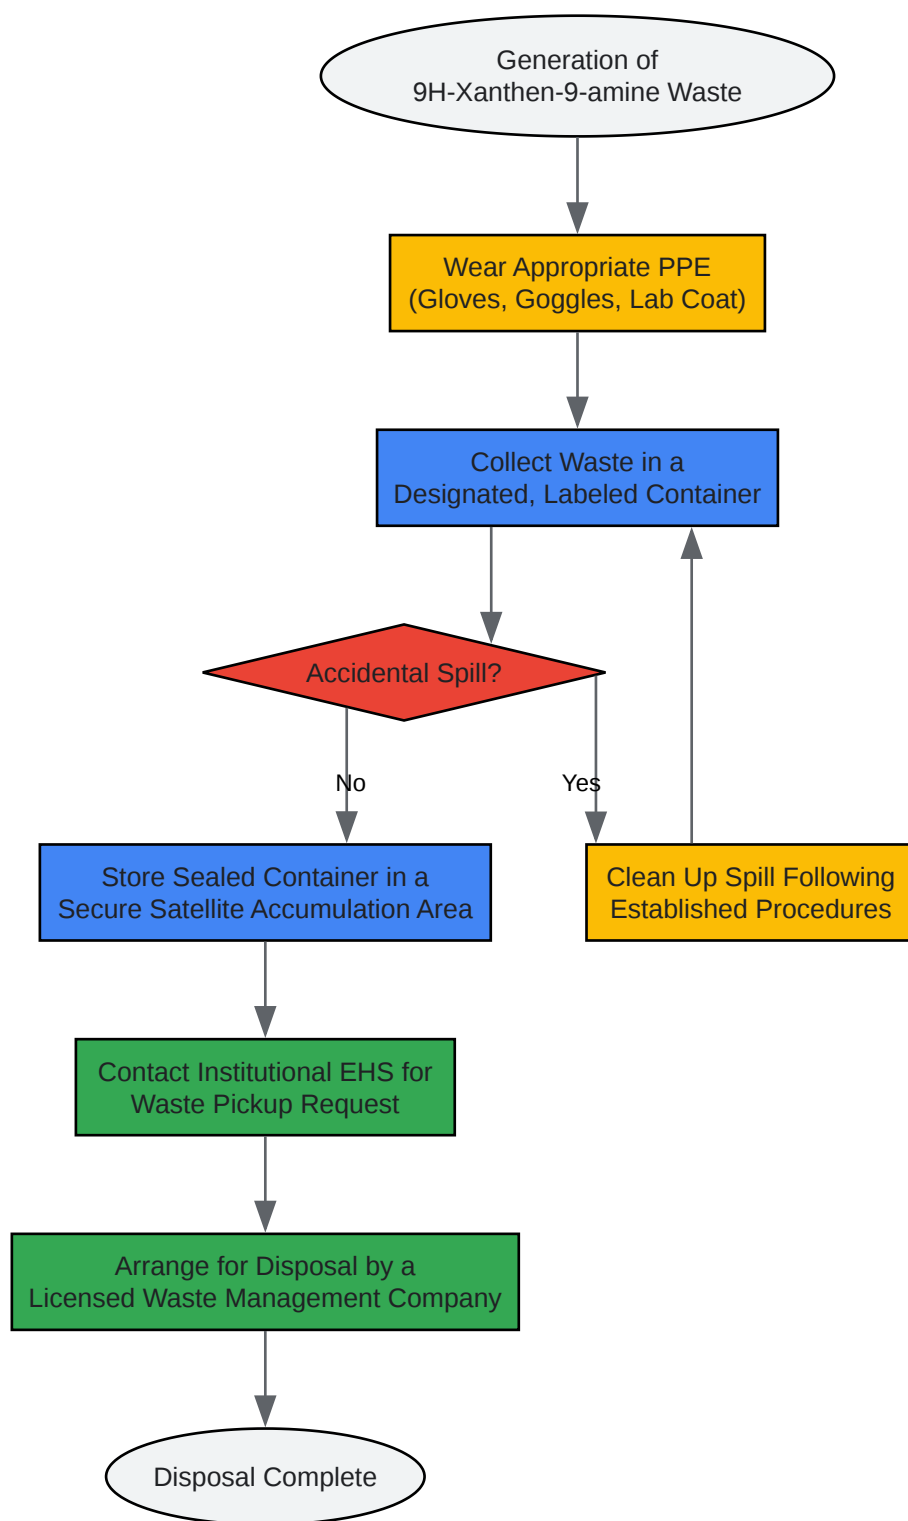 Generation of
9H-Xanthen-9-amine Waste
Wear Appropriate PPE
(Gloves, Goggles, Lab Coat)
Collect Waste in a
Designated, Labeled Container
Accidental Spill?
No
Yes
Store Sealed Container in a
Secure Satellite Accumulation Area
Clean Up Spill Following
Established Procedures
Contact Institutional EHS for
Waste Pickup Request
Arrange for Disposal by a
Licensed Waste Management Company
Disposal Complete